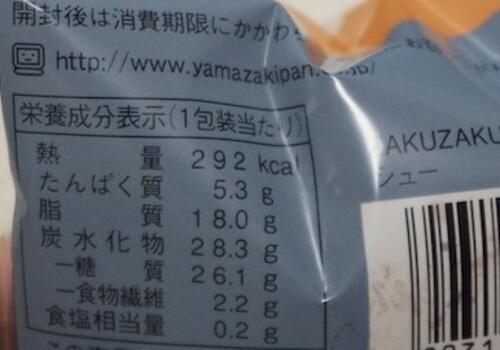 開封後は消費期限にかかわら
http://www.yamazakipan.co.jp/
栄養成分表示(1包装当たり)
熱量 292 kcal
たんぱく質 5.3 g
脂質 18.0 g
炭水化物 28.3 g
－糖質 26.1 g
－食物繊維 2.2 g
食塩相当量 0.2 g
AKUZAKU
シュー